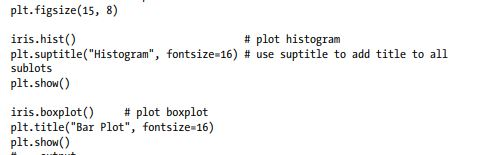 plt.figsize(15, 8)
iris.hist() # plot histogram
plt.suptitle("Histogram", fontsize=16) # use suptitle to add title to all
sublots
plt.show()
iris.boxplot() # plot boxplot
plt.title("Bar Plot", fontsize=16)
plt.show()